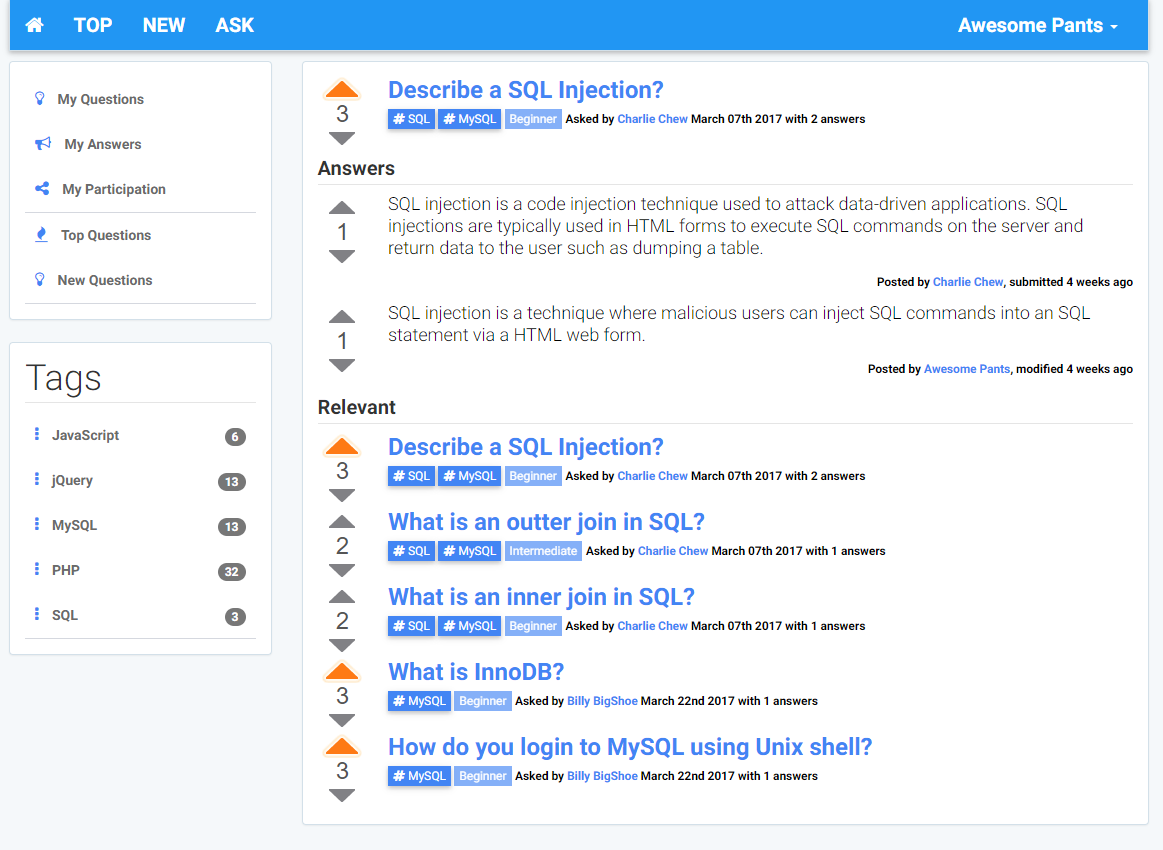 TOP NEW ASK Awesome Pants
My Questions
My Answers
My Participation
Top Questions
New Questions
Tags
JavaScript 6
jQuery 13
MySQL 13
PHP 32
SQL 3
Describe a SQL Injection?
3
# SQL # MySQL Beginner Asked by Charlie Chew March 07th 2017 with 2 answers
Answers
SQL injection is a code injection technique used to attack data-driven applications. SQL
1
injections are typically used in HTML forms to execute SQL commands on the server and
return data to the user such as dumping a table.
Posted by Charlie Chew, submitted 4 weeks ago
SQL injection is a technique where malicious users can inject SQL commands into an SQL
1
statement via a HTML web form.
Posted by Awesome Pants, modified 4 weeks ago
Relevant
Describe a SQL Injection?
3
# SQL # MySQL Beginner Asked by Charlie Chew March 07th 2017 with 2 answers
What is an outter join in SQL?
2
# SQL # MySQL Intermediate Asked by Charlie Chew March 07th 2017 with 1 answers
What is an inner join in SQL?
2
# SQL # MySQL Beginner Asked by Charlie Chew March 07th 2017 with 1 answers
What is InnoDB?
3
# MySQL Beginner Asked by Billy BigShoe March 22nd 2017 with 1 answers
How do you login to MySQL using Unix shell?
3
# MySQL Beginner Asked by Billy BigShoe March 22nd 2017 with 1 answers